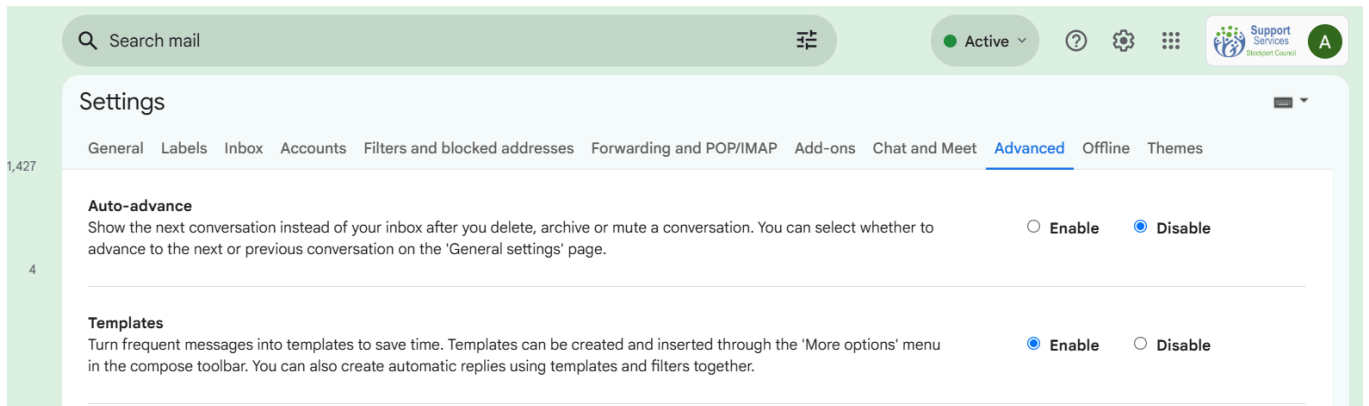 Search mail
Active
Support
Services
Stockport Council
A
Settings
General Labels Inbox Accounts Filters and blocked addresses Forwarding and POP/IMAP Add-ons Chat and Meet Advanced Offline Themes
1,427
Auto-advance
Show the next conversation instead of your inbox after you delete, archive or mute a conversation. You can select whether to
advance to the next or previous conversation on the 'General settings' page.
Enable Disable
4
Templates
Turn frequent messages into templates to save time. Templates can be created and inserted through the 'More options' menu
in the compose toolbar. You can also create automatic replies using templates and filters together.
Enable Disable